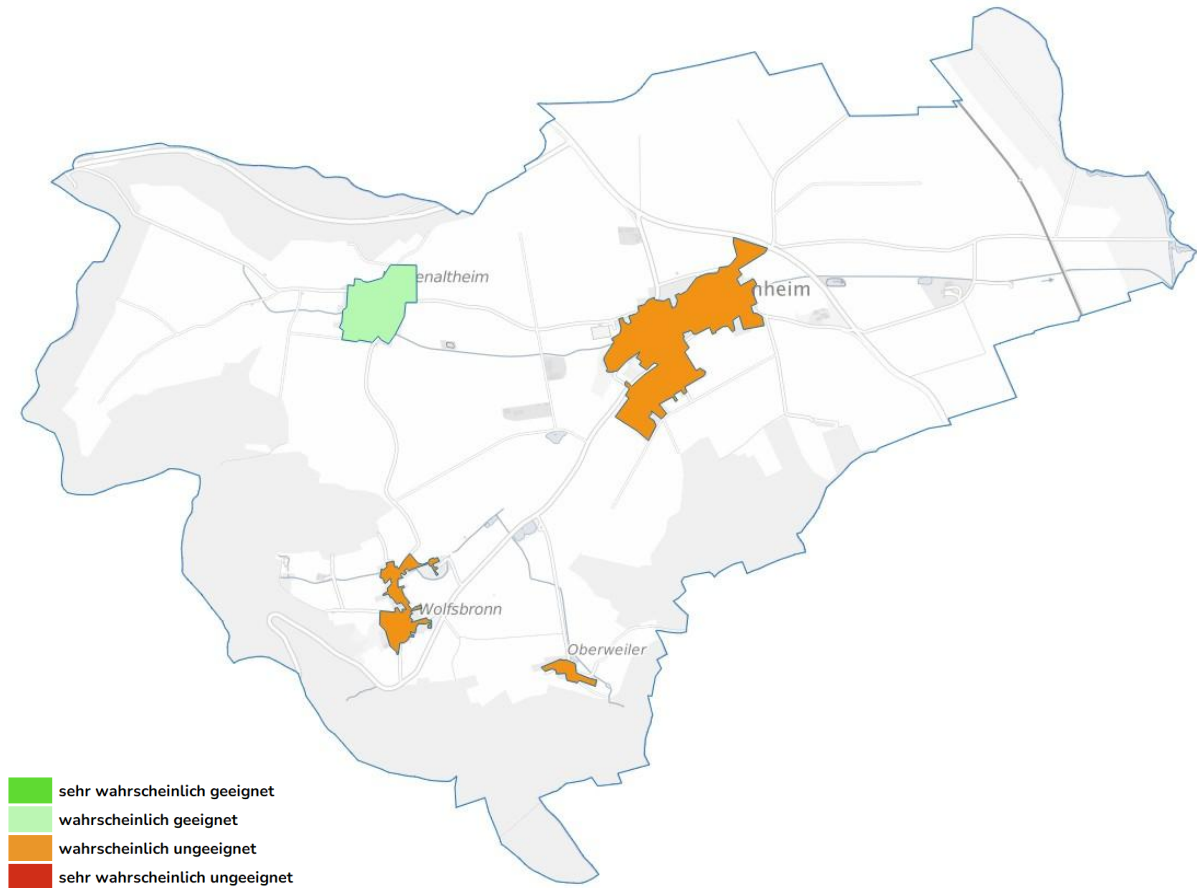 enaltheim
nheim
Wolfsbronn
Oberweiler
sehr wahrscheinlich geeignet
wahrscheinlich geeignet
wahrscheinlich ungeeignet
sehr wahrscheinlich ungeeignet